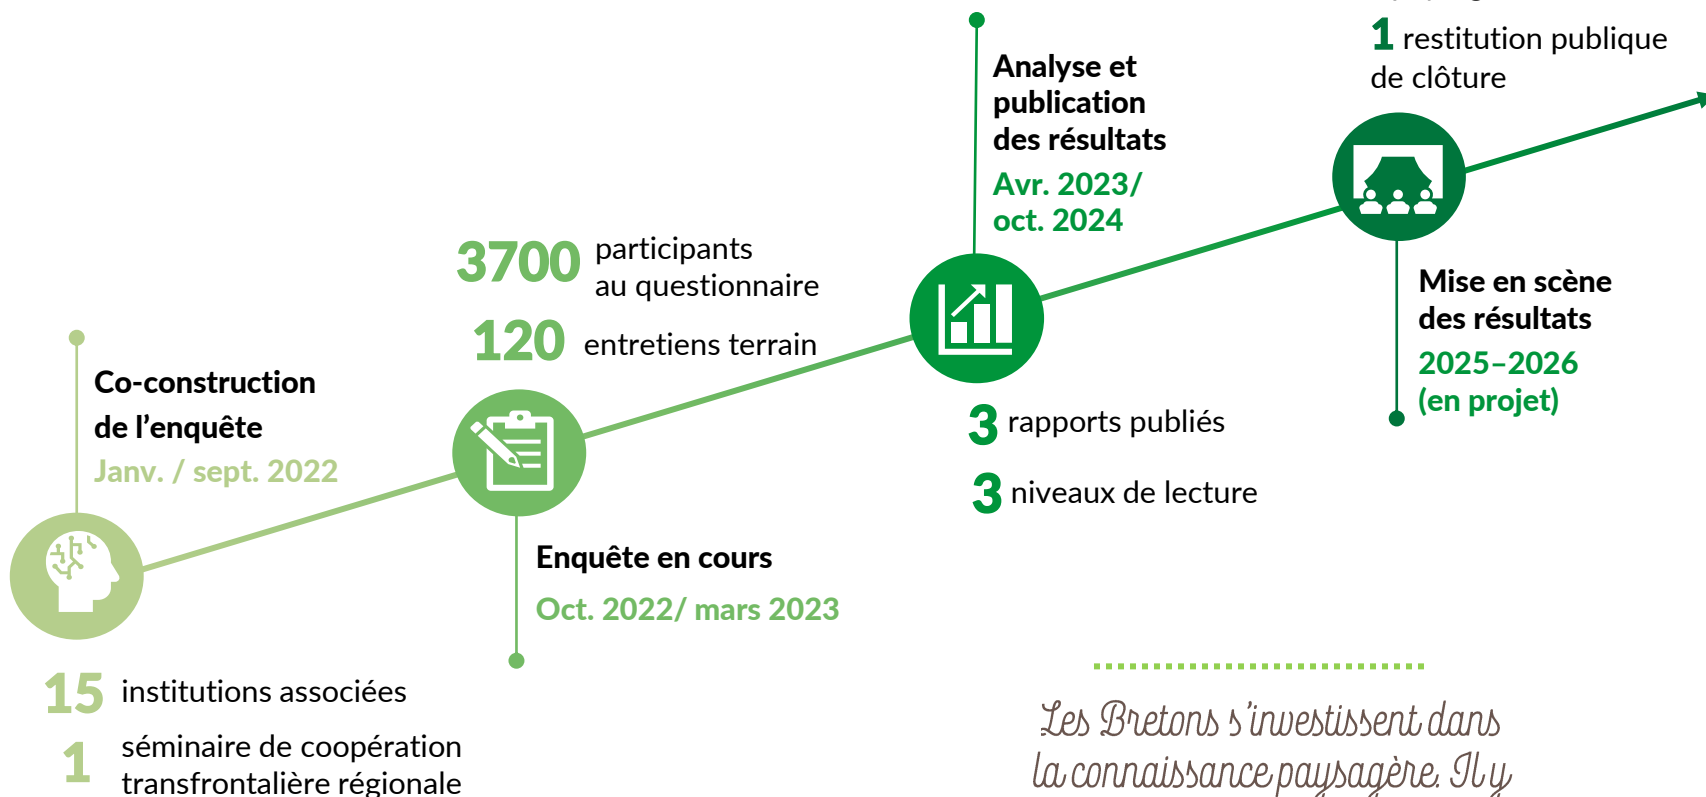 1 restitution publique
de clôture
Analyse et
publication
des résultats
Avr. 2023/
oct. 2024
3700 participants
au questionnaire
120 entretiens terrain
Mise en scène
des résultats
2025–2026
(en projet)
Co-construction
de l’enquête
Janv. / sept. 2022
3 rapports publiés
3 niveaux de lecture
Enquête en cours
Oct. 2022/ mars 2023
15 institutions associées
1 séminaire de coopération
transfrontalière régionale
Les Bretons s’investissent dans
la connaissance paysagère. Il y